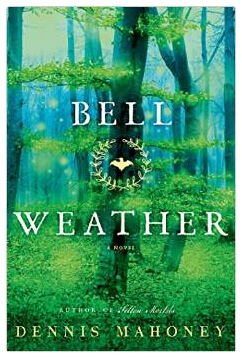 BELL
WEATHER
A NOVEL
AUTHOR OF Fellow Mortals
DENNIS MAHONEY